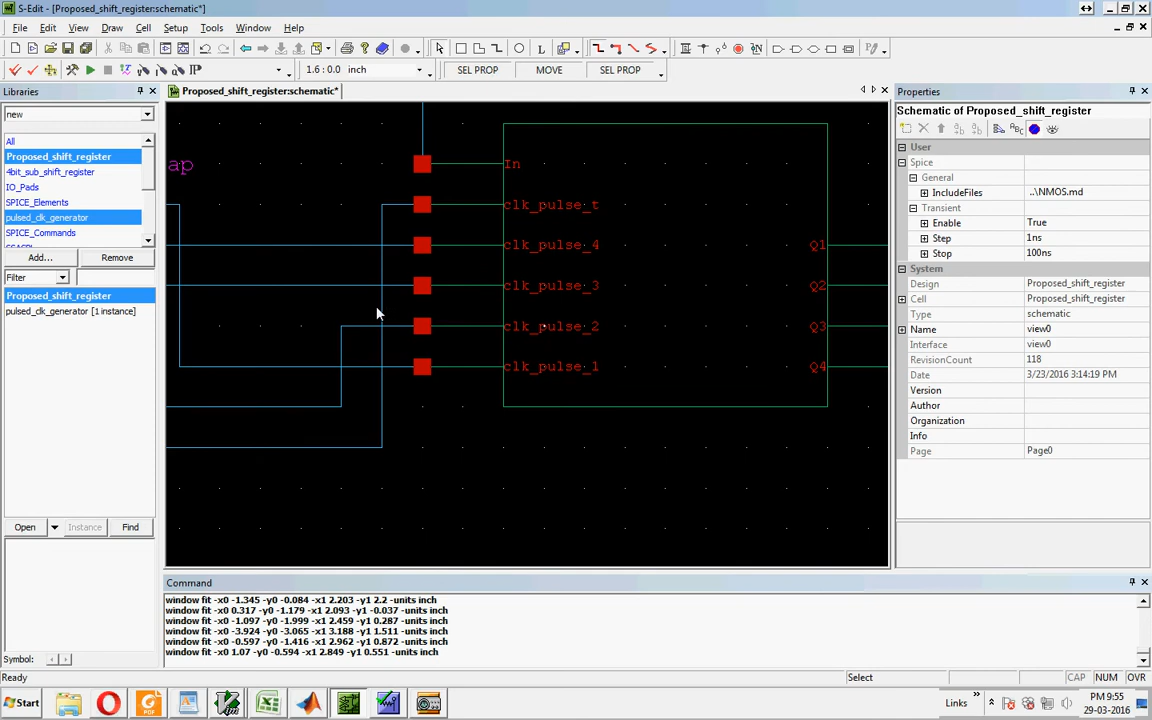 S-Edit - [Proposed_shift_register:schematic*]
File Edit View Draw Cell Setup Tools Window Help
1.6 : 0.0 inch SEL PROP MOVE SEL PROP
Libraries
new
All
Proposed_shift_register
4bit_sub_shift_register
IO_Pads
SPICE_Elements
pulsed_clk_generator
SPICE_Commands
Add... Remove
Filter
Proposed_shift_register
pulsed_clk_generator [1 instance]
Open Instance Find
Symbol:
Proposed_shift_register:schematic*
ap
In
clk_pulse_t
clk_pulse_4
Q1
clk_pulse_3
Q2
clk_pulse_2
Q3
clk_pulse_1
Q4
Properties
Schematic of Proposed_shift_register
User
Spice
General
IncludeFiles ..\NMOS.md
Transient
Enable True
Step 1ns
Stop 100ns
System
Design Proposed_shift_register
Cell Proposed_shift_register
Type schematic
Name view0
Interface view0
RevisionCount 118
Date 3/23/2016 3:14:19 PM
Version
Author
Organization
Info
Page Page0
Command
window fit -x0 -1.345 -y0 -0.084 -x1 2.203 -y1 2.2 -units inch
window fit -x0 0.317 -y0 -1.179 -x1 2.093 -y1 -0.037 -units inch
window fit -x0 -1.097 -y0 -1.999 -x1 2.459 -y1 0.287 -units inch
window fit -x0 -3.924 -y0 -3.065 -x1 3.188 -y1 1.511 -units inch
window fit -x0 -0.597 -y0 -1.416 -x1 2.962 -y1 0.872 -units inch
window fit -x0 1.07 -y0 -0.594 -x1 2.849 -y1 0.551 -units inch
Ready Select CAP NUM OVR
Start Links PM 9:55
29-03-2016